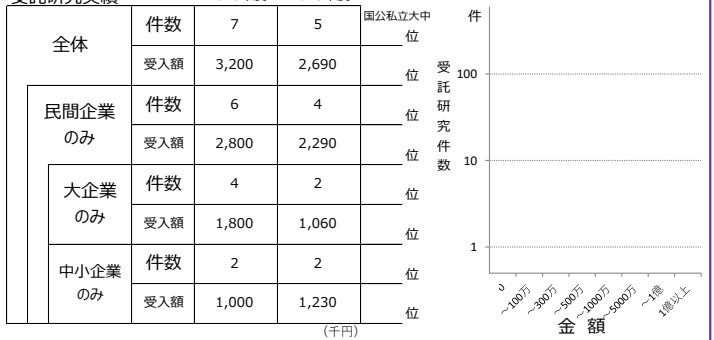 受託研究実績
全体 件数 7 5 国公私立大中 位
受入額 3,200 2,690 位
民間企業のみ 件数 6 4 位
受入額 2,800 2,290 位
大企業のみ 件数 4 2 位
受入額 1,800 1,060 位
中小企業のみ 件数 2 2 位
受入額 1,000 1,230 位
(千円)
件
受託研究件数
100
10
1
0 ～100万 ～300万 ～500万 ～1000万 ～5000万 ～1億 1億以上
金 額